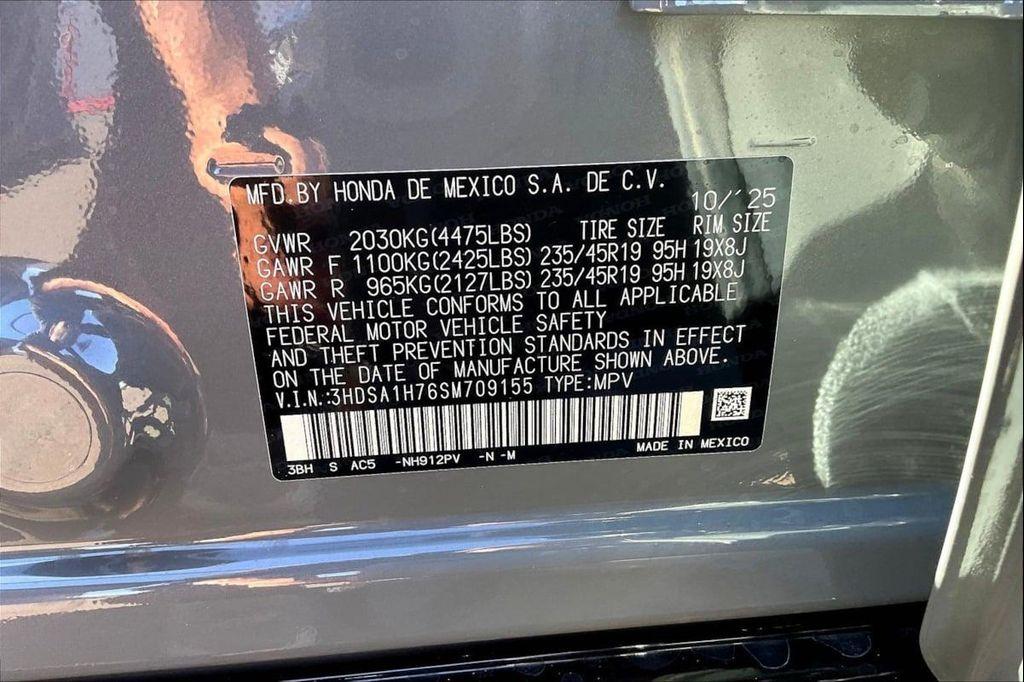 MFD.BY HONDA DE MEXICO S.A. DE C.V.
10/'25
GVWR 2030KG(4475LBS) TIRE SIZE RIM SIZE
GAWR F 1100KG(2425LBS) 235/45R19 95H 19X8J
GAWR R 965KG(2127LBS) 235/45R19 95H 19X8J
THIS VEHICLE CONFORMS TO ALL APPLICABLE
FEDERAL MOTOR VEHICLE SAFETY
AND THEFT PREVENTION STANDARDS IN EFFECT
ON THE DATE OF MANUFACTURE SHOWN ABOVE.
V.I.N.:3HDSA1H76SM709155 TYPE:MPV
MADE IN MEXICO
3BH S AC5 -NH912PV -N -M